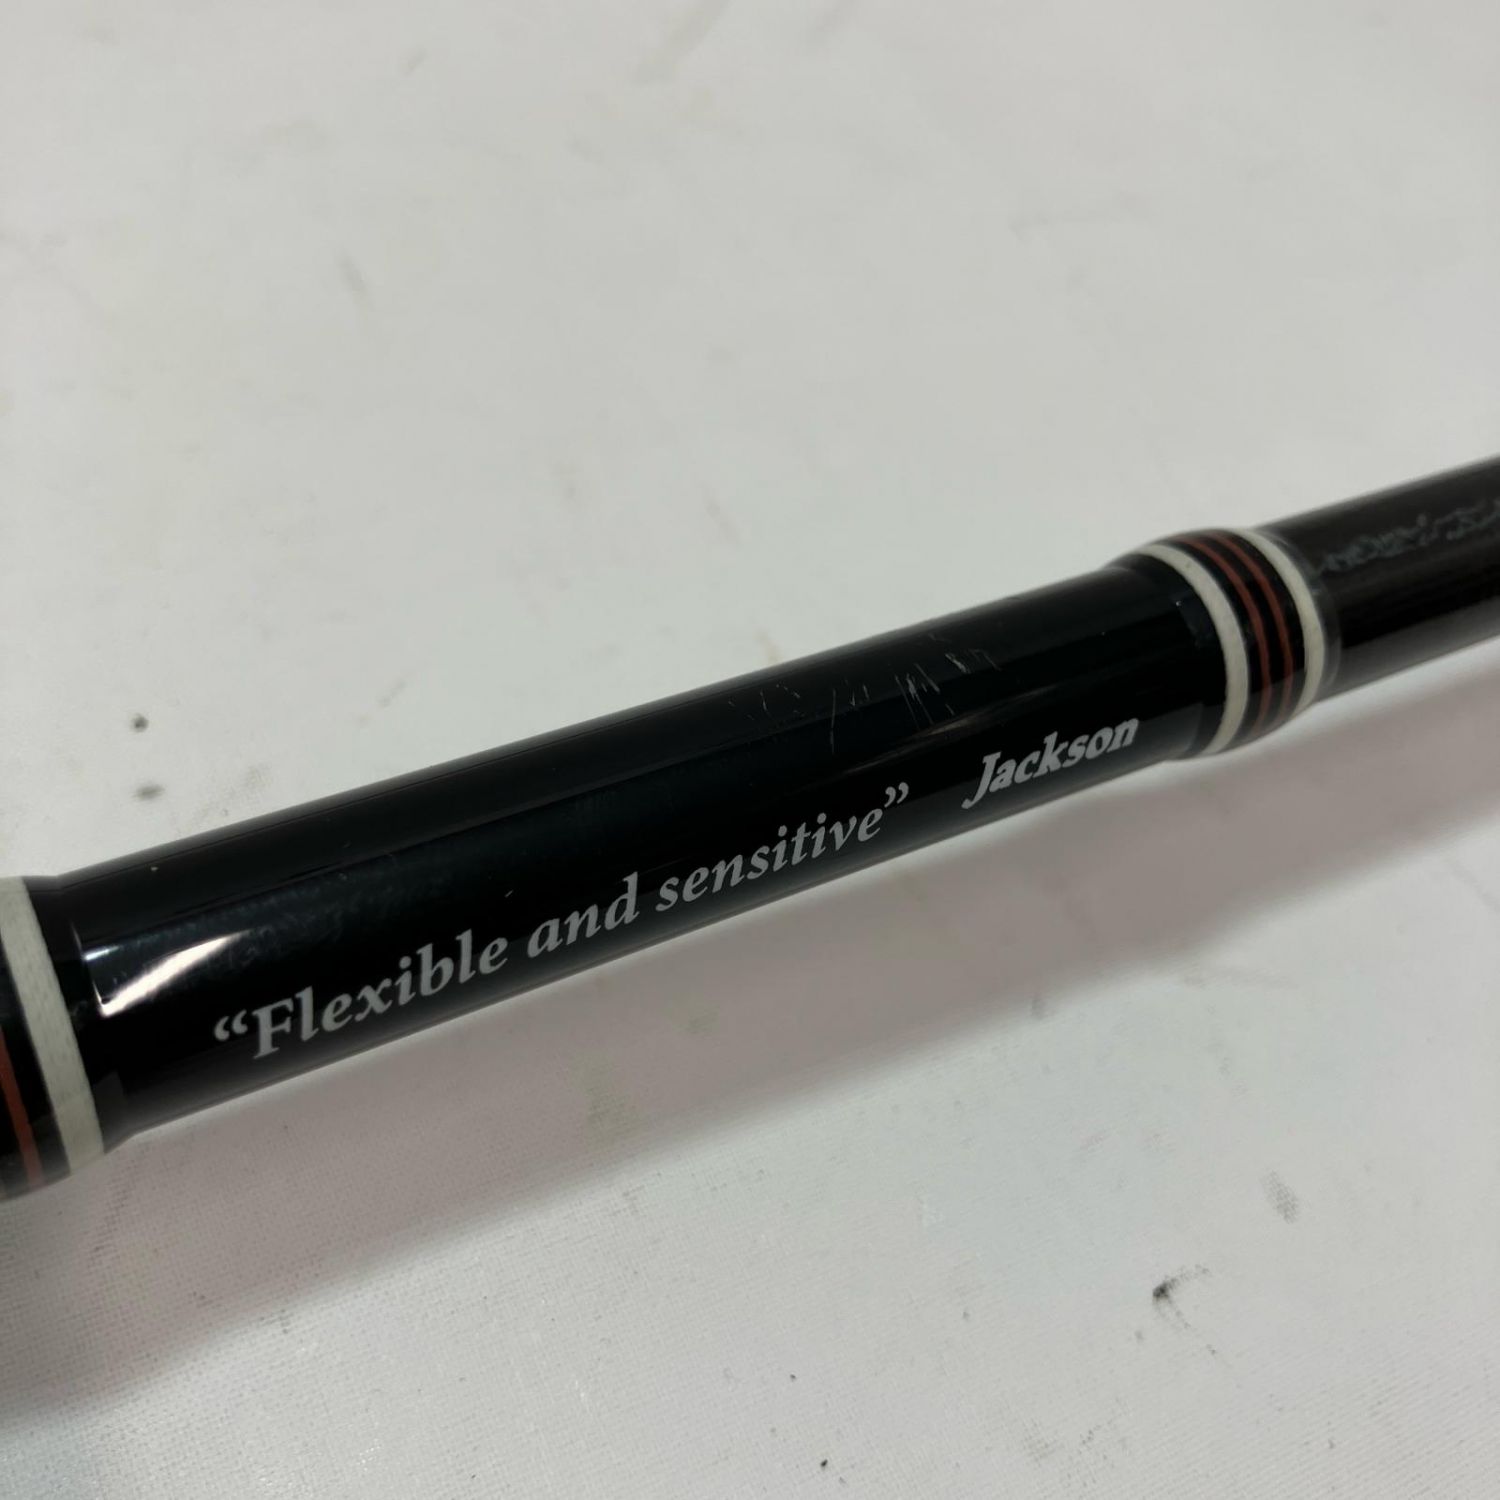 “Flexible and sensitive” Jackson